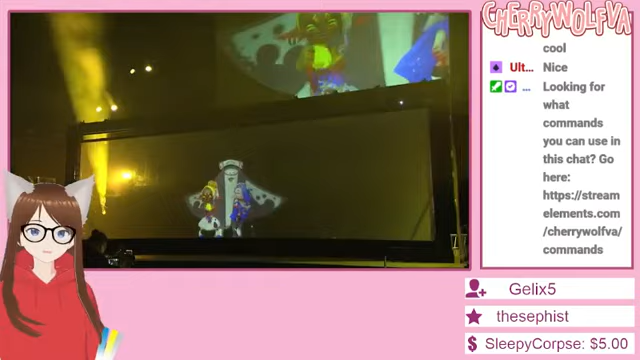 CHERRYWOLFVA
cool
Ult... Nice
... Looking for
what
commands
you can use in
this chat? Go
here:
https://stream
elements.com
/cherrywolfva/
commands
Gelix5
thesephist
$ SleepyCorpse: $5.00